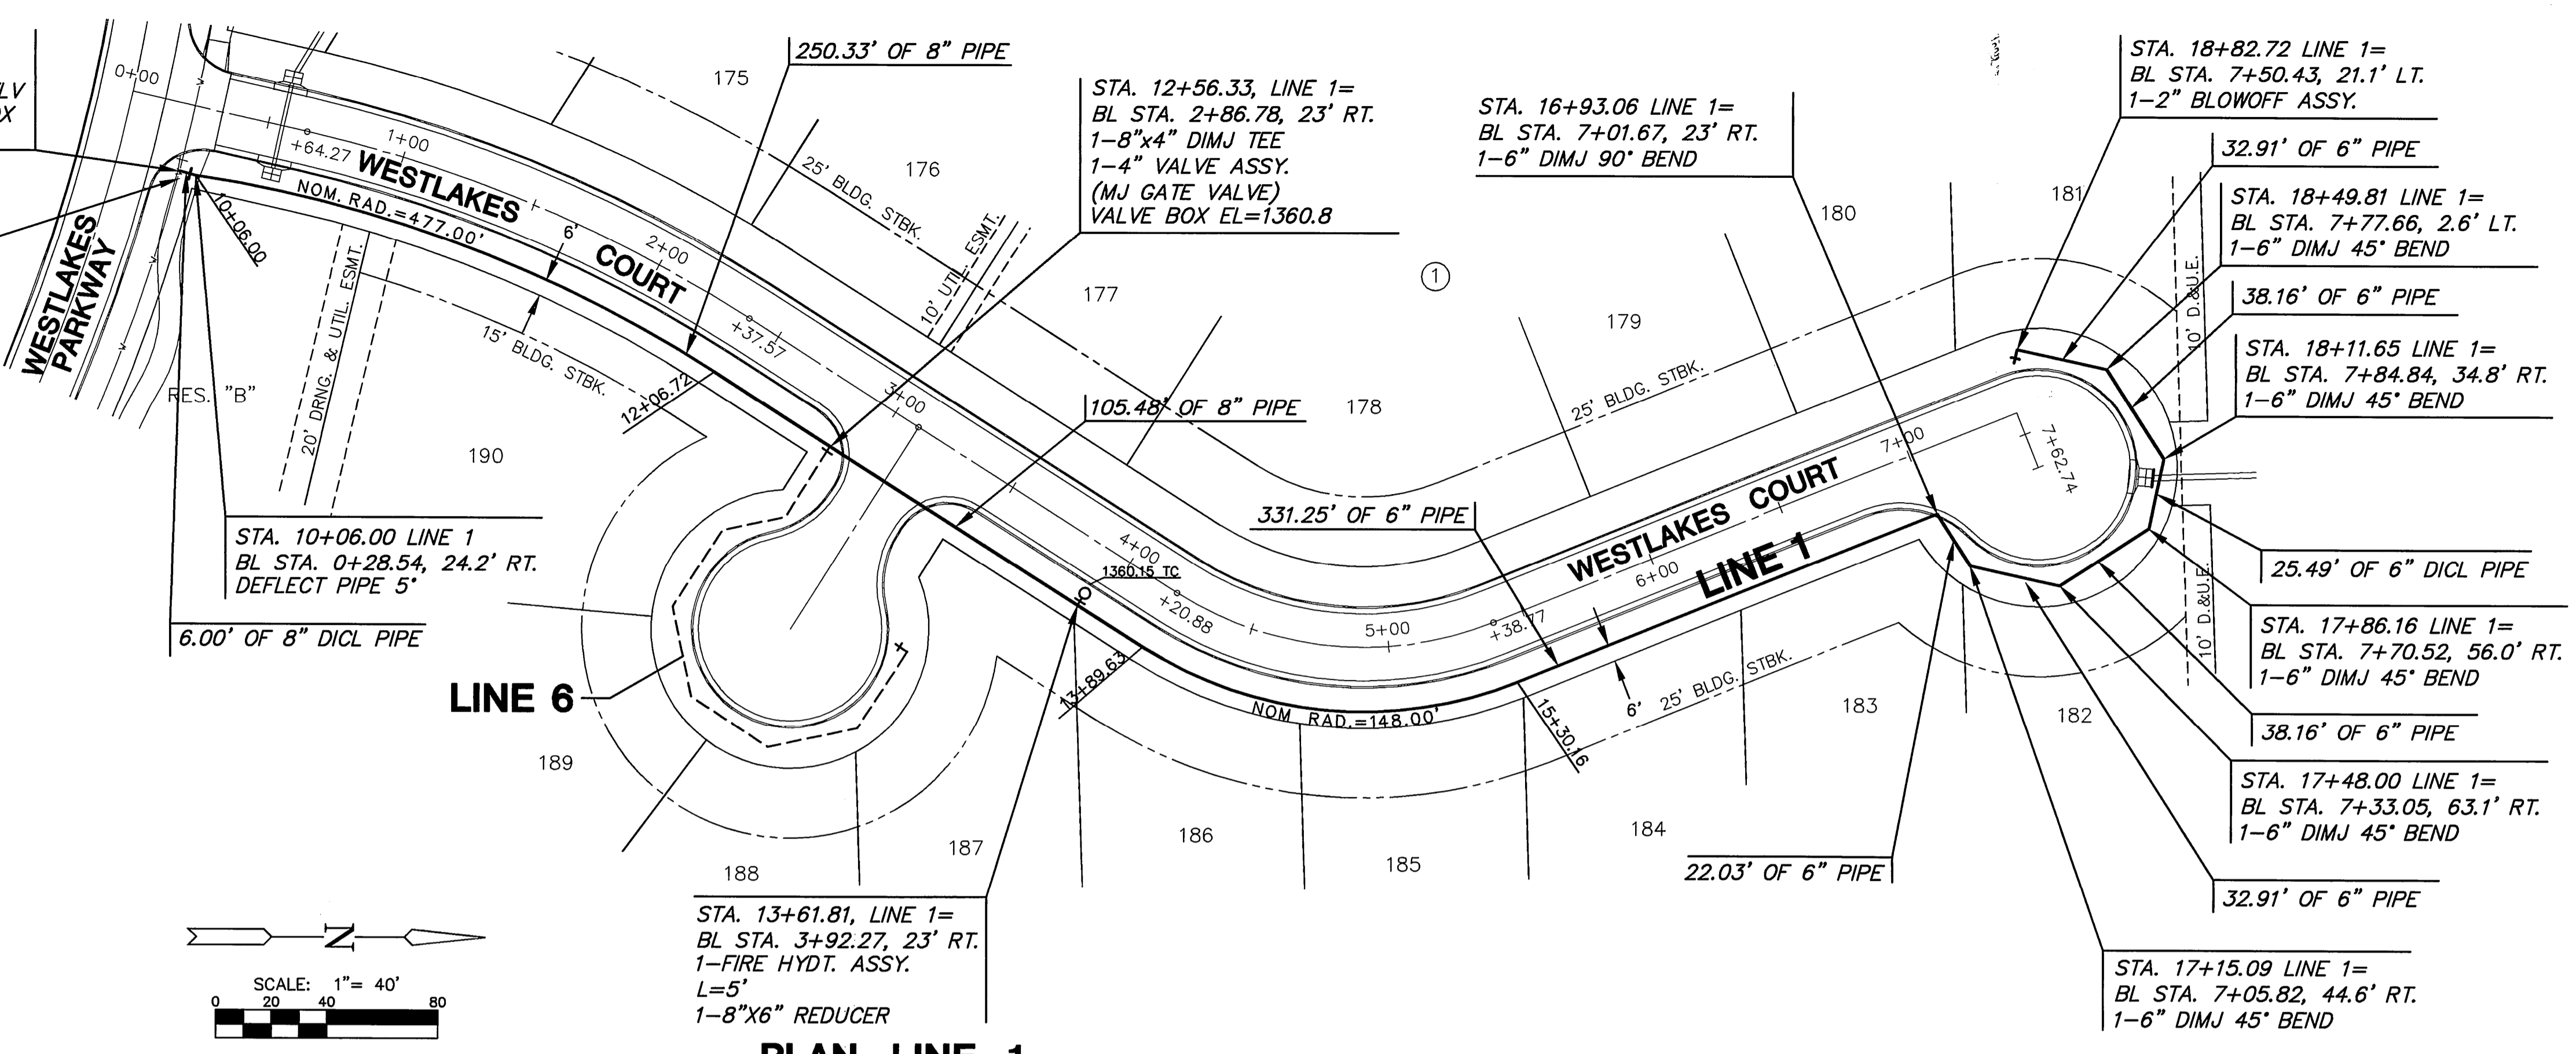 LV
OX
0+00
+64.27
1+00
WESTLAKES
COURT
NOM. RAD.=477.00'
6'
2+00
+37.57
3+00
WESTLAKES
PARKWAY
10+06.00
175
176
177
178
179
180
181
1
250.33' OF 8" PIPE
25' BLDG. STBK.
10' UTIL. ESMT.
STA. 12+56.33, LINE 1=
BL STA. 2+86.78, 23' RT.
1-8"x4" DIMJ TEE
1-4" VALVE ASSY.
(MJ GATE VALVE)
VALVE BOX EL=1360.8
STA. 16+93.06 LINE 1=
BL STA. 7+01.67, 23' RT.
1-6" DIMJ 90° BEND
STA. 18+82.72 LINE 1=
BL STA. 7+50.43, 21.1' LT.
1-2" BLOWOFF ASSY.
32.91' OF 6" PIPE
STA. 18+49.81 LINE 1=
BL STA. 7+77.66, 2.6' LT.
1-6" DIMJ 45° BEND
38.16' OF 6" PIPE
STA. 18+11.65 LINE 1=
BL STA. 7+84.84, 34.8' RT.
1-6" DIMJ 45° BEND
10' D.&U.E.
RES. "B"
20' DRNG. & UTIL. ESMT.
15' BLDG. STBK.
12+06.72
190
105.48' OF 8" PIPE
25' BLDG. STBK.
7+00
7+62.74
331.25' OF 6" PIPE
WESTLAKES COURT
LINE 1
4+00
1360.15 TC
+20.88
5+00
+38.77
6+00
STA. 10+06.00 LINE 1
BL STA. 0+28.54, 24.2' RT.
DEFLECT PIPE 5°
6.00' OF 8" DICL PIPE
10' D.&U.E.
25.49' OF 6" DICL PIPE
STA. 17+86.16 LINE 1=
BL STA. 7+70.52, 56.0' RT.
1-6" DIMJ 45° BEND
LINE 6
13+89.63
NOM RAD.=148.00'
15+30.16
6'
25' BLDG. STBK.
183
182
38.16' OF 6" PIPE
189
STA. 17+48.00 LINE 1=
BL STA. 7+33.05, 63.1' RT.
1-6" DIMJ 45° BEND
188
187
186
185
184
22.03' OF 6" PIPE
32.91' OF 6" PIPE
STA. 13+61.81, LINE 1=
BL STA. 3+92.27, 23' RT.
1-FIRE HYDT. ASSY.
L=5'
1-8"X6" REDUCER
STA. 17+15.09 LINE 1=
BL STA. 7+05.82, 44.6' RT.
1-6" DIMJ 45° BEND
N
SCALE: 1"= 40'
0 20 40 80
PLAN LINE 1